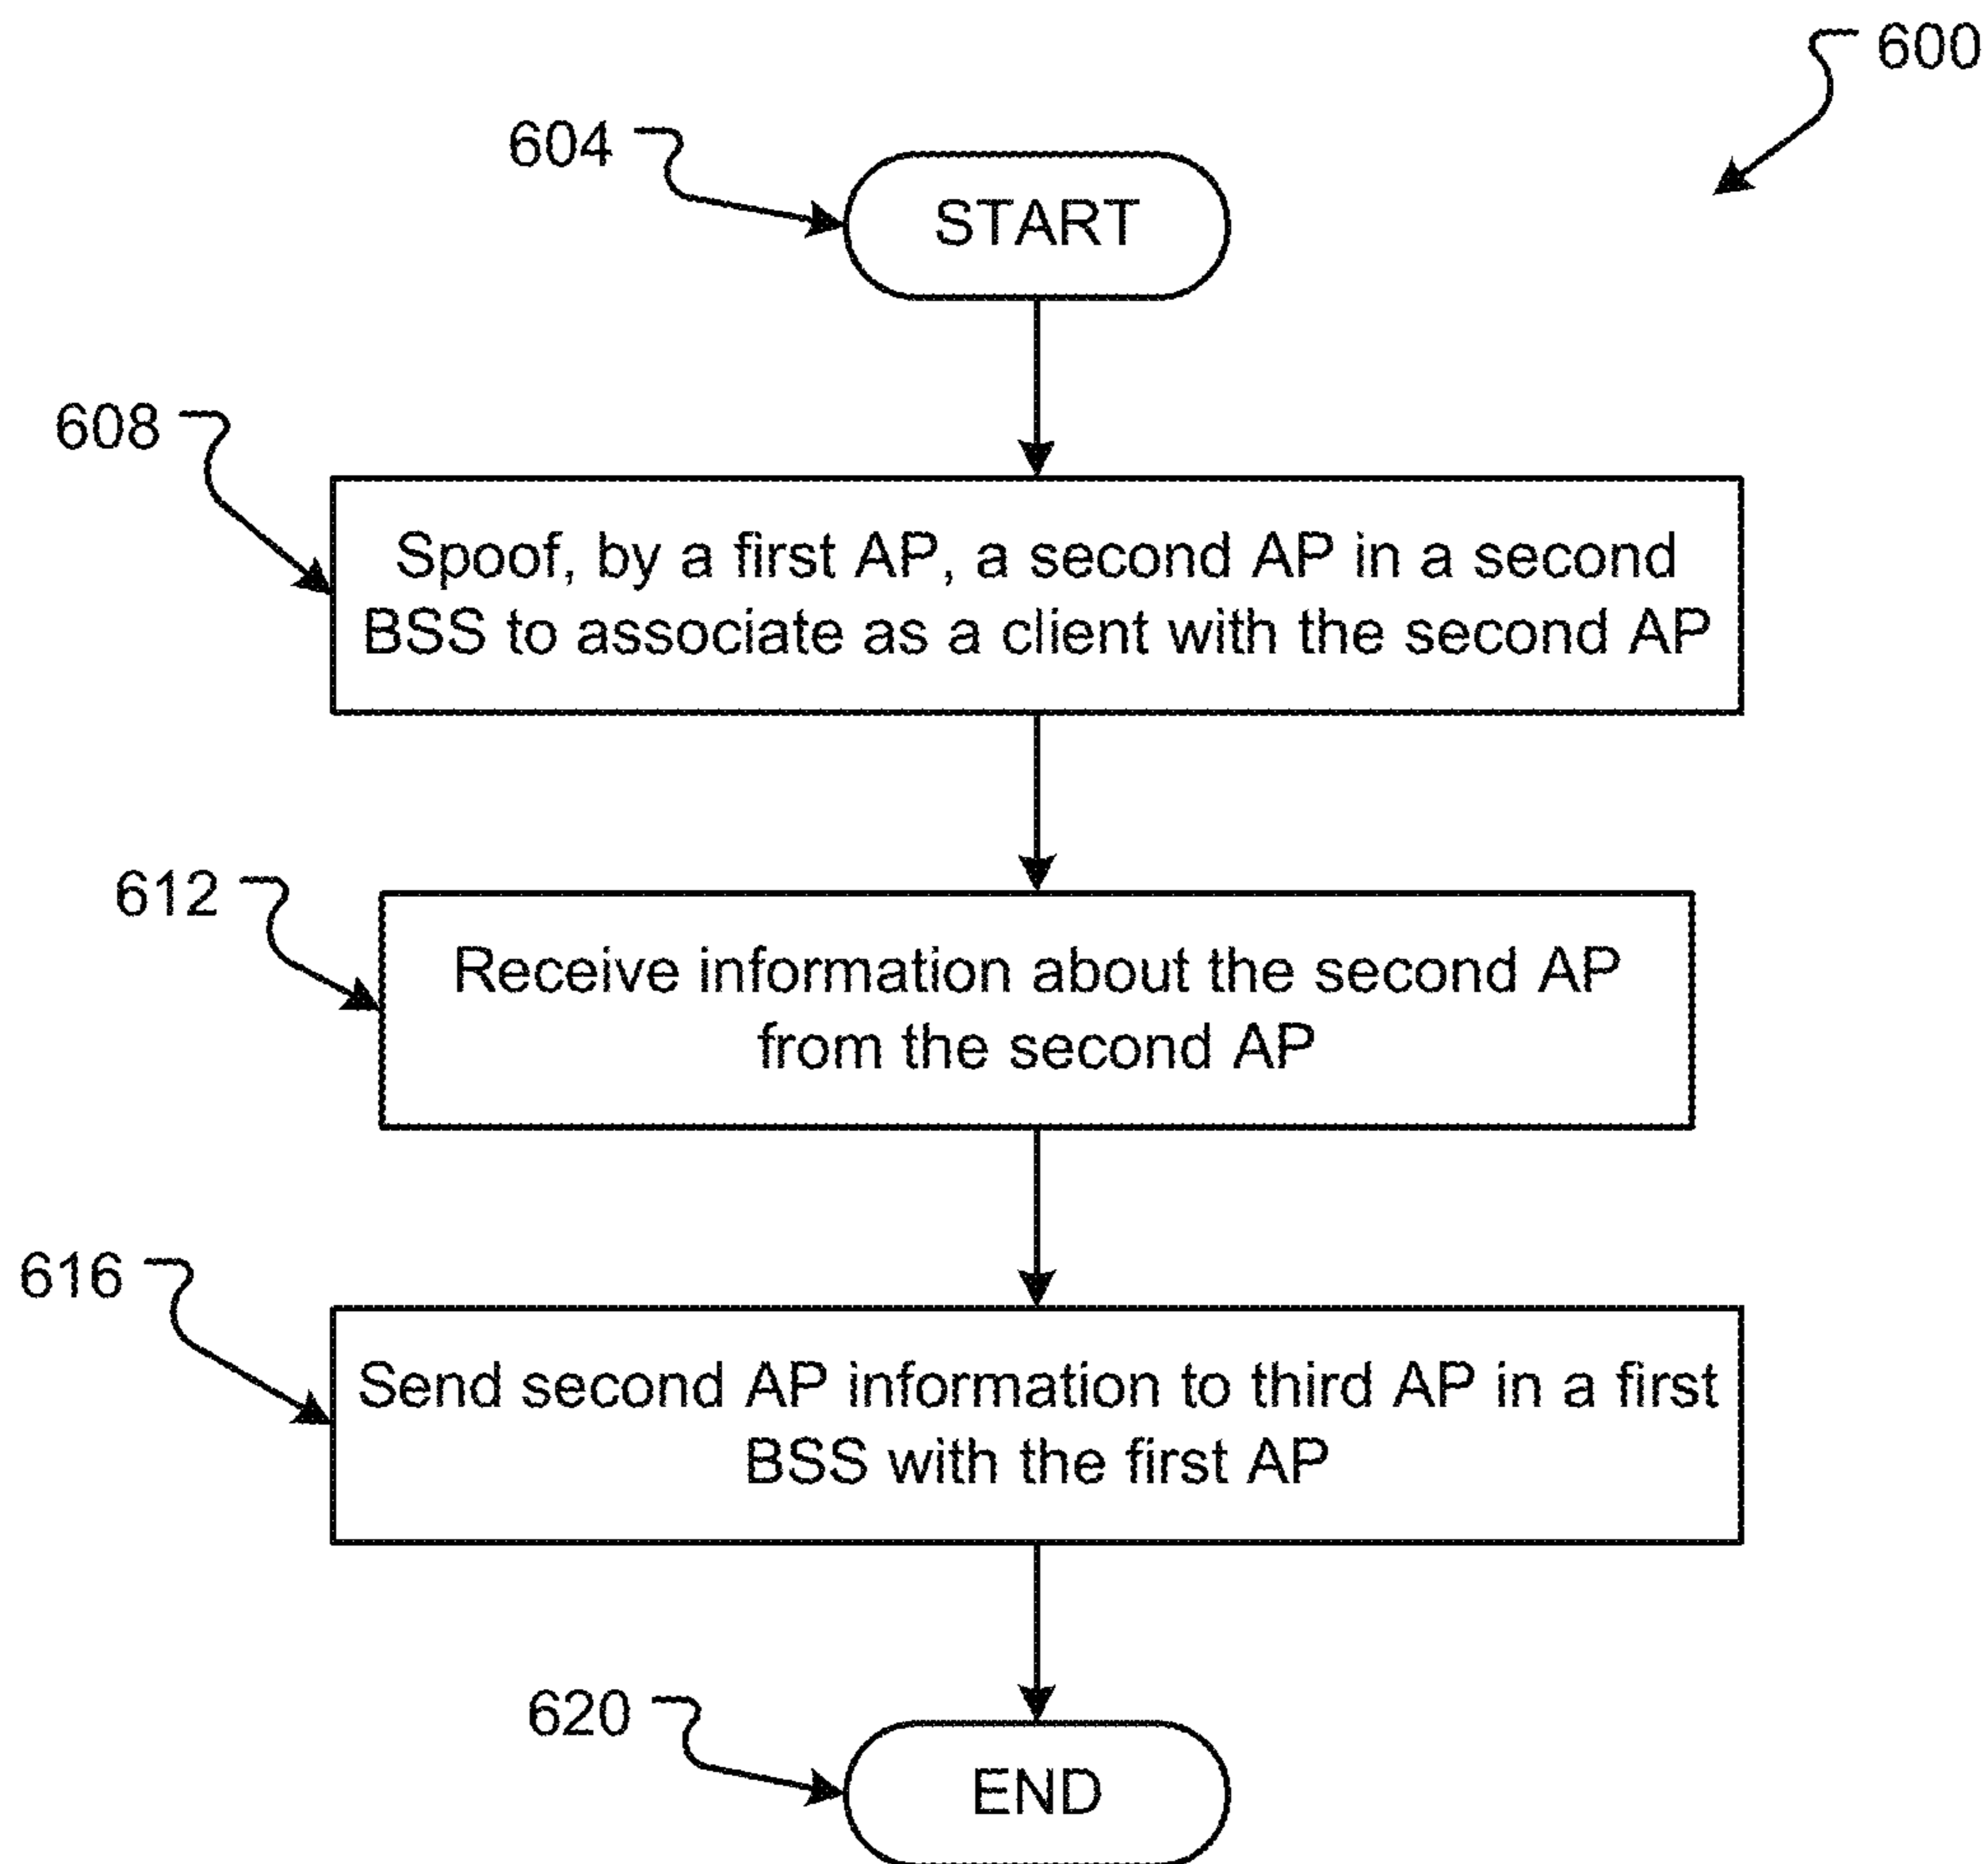 600
604
START
608
Spoof, by a first AP, a second AP in a second
BSS to associate as a client with the second AP
612
Receive information about the second AP
from the second AP
616
Send second AP information to third AP in a first
BSS with the first AP
620
END